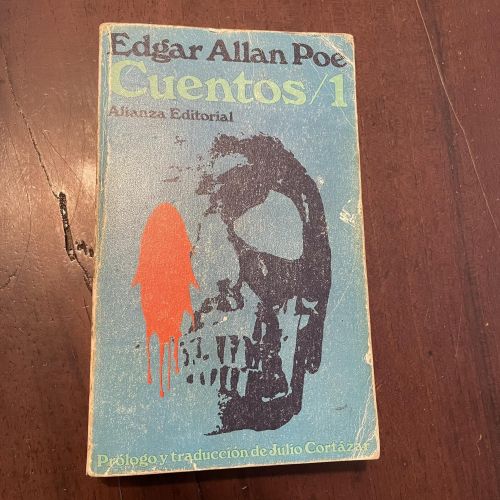 Edgar Allan Poe
Cuentos/1
Alianza Editorial
Prólogo y traducción de Julio Cortázar